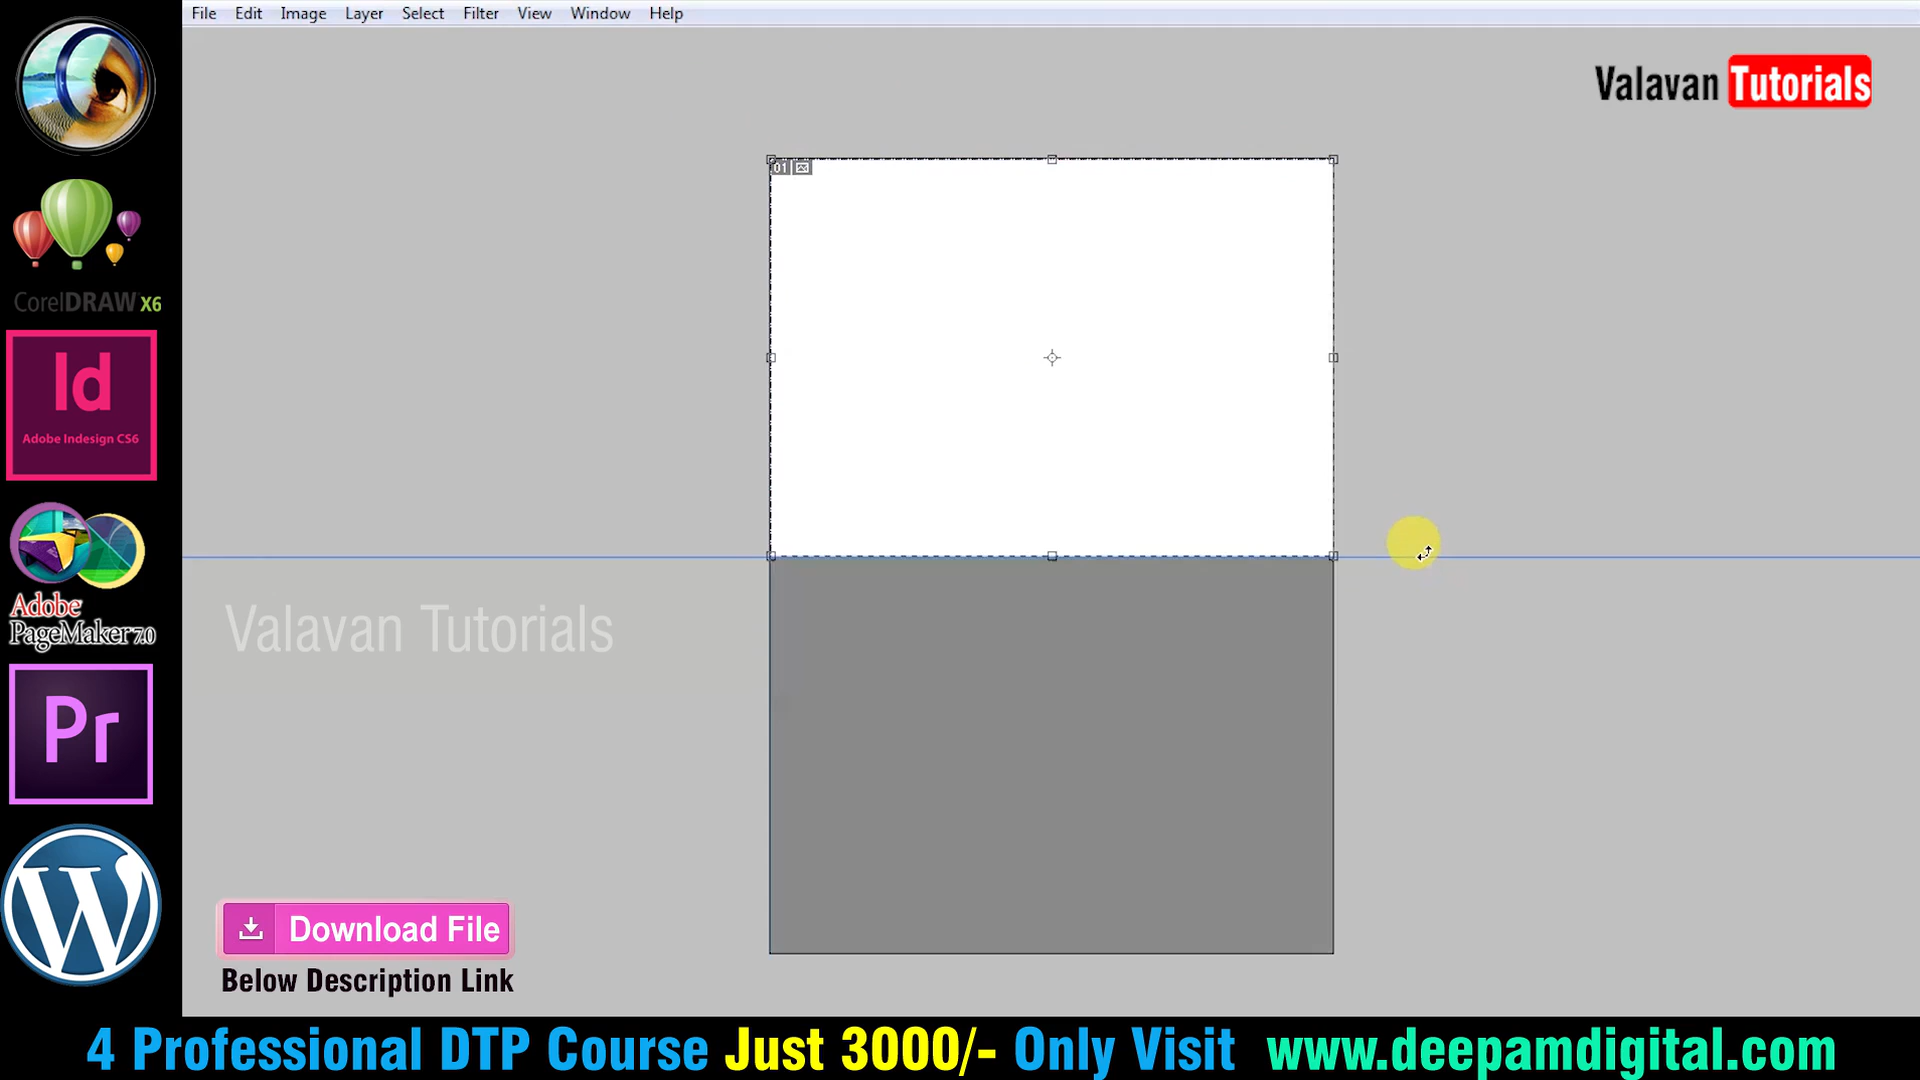 File Edit Image Layer Select Filter View Window Help
Valavan Tutorials
01
CorelDRAW X6
Id
Adobe Indesign CS6
Adobe
PageMaker 7.0
Valavan Tutorials
Pr
W
Download File
Below Description Link
4 Professional DTP Course Just 3000/- Only Visit www.deepamdigital.com